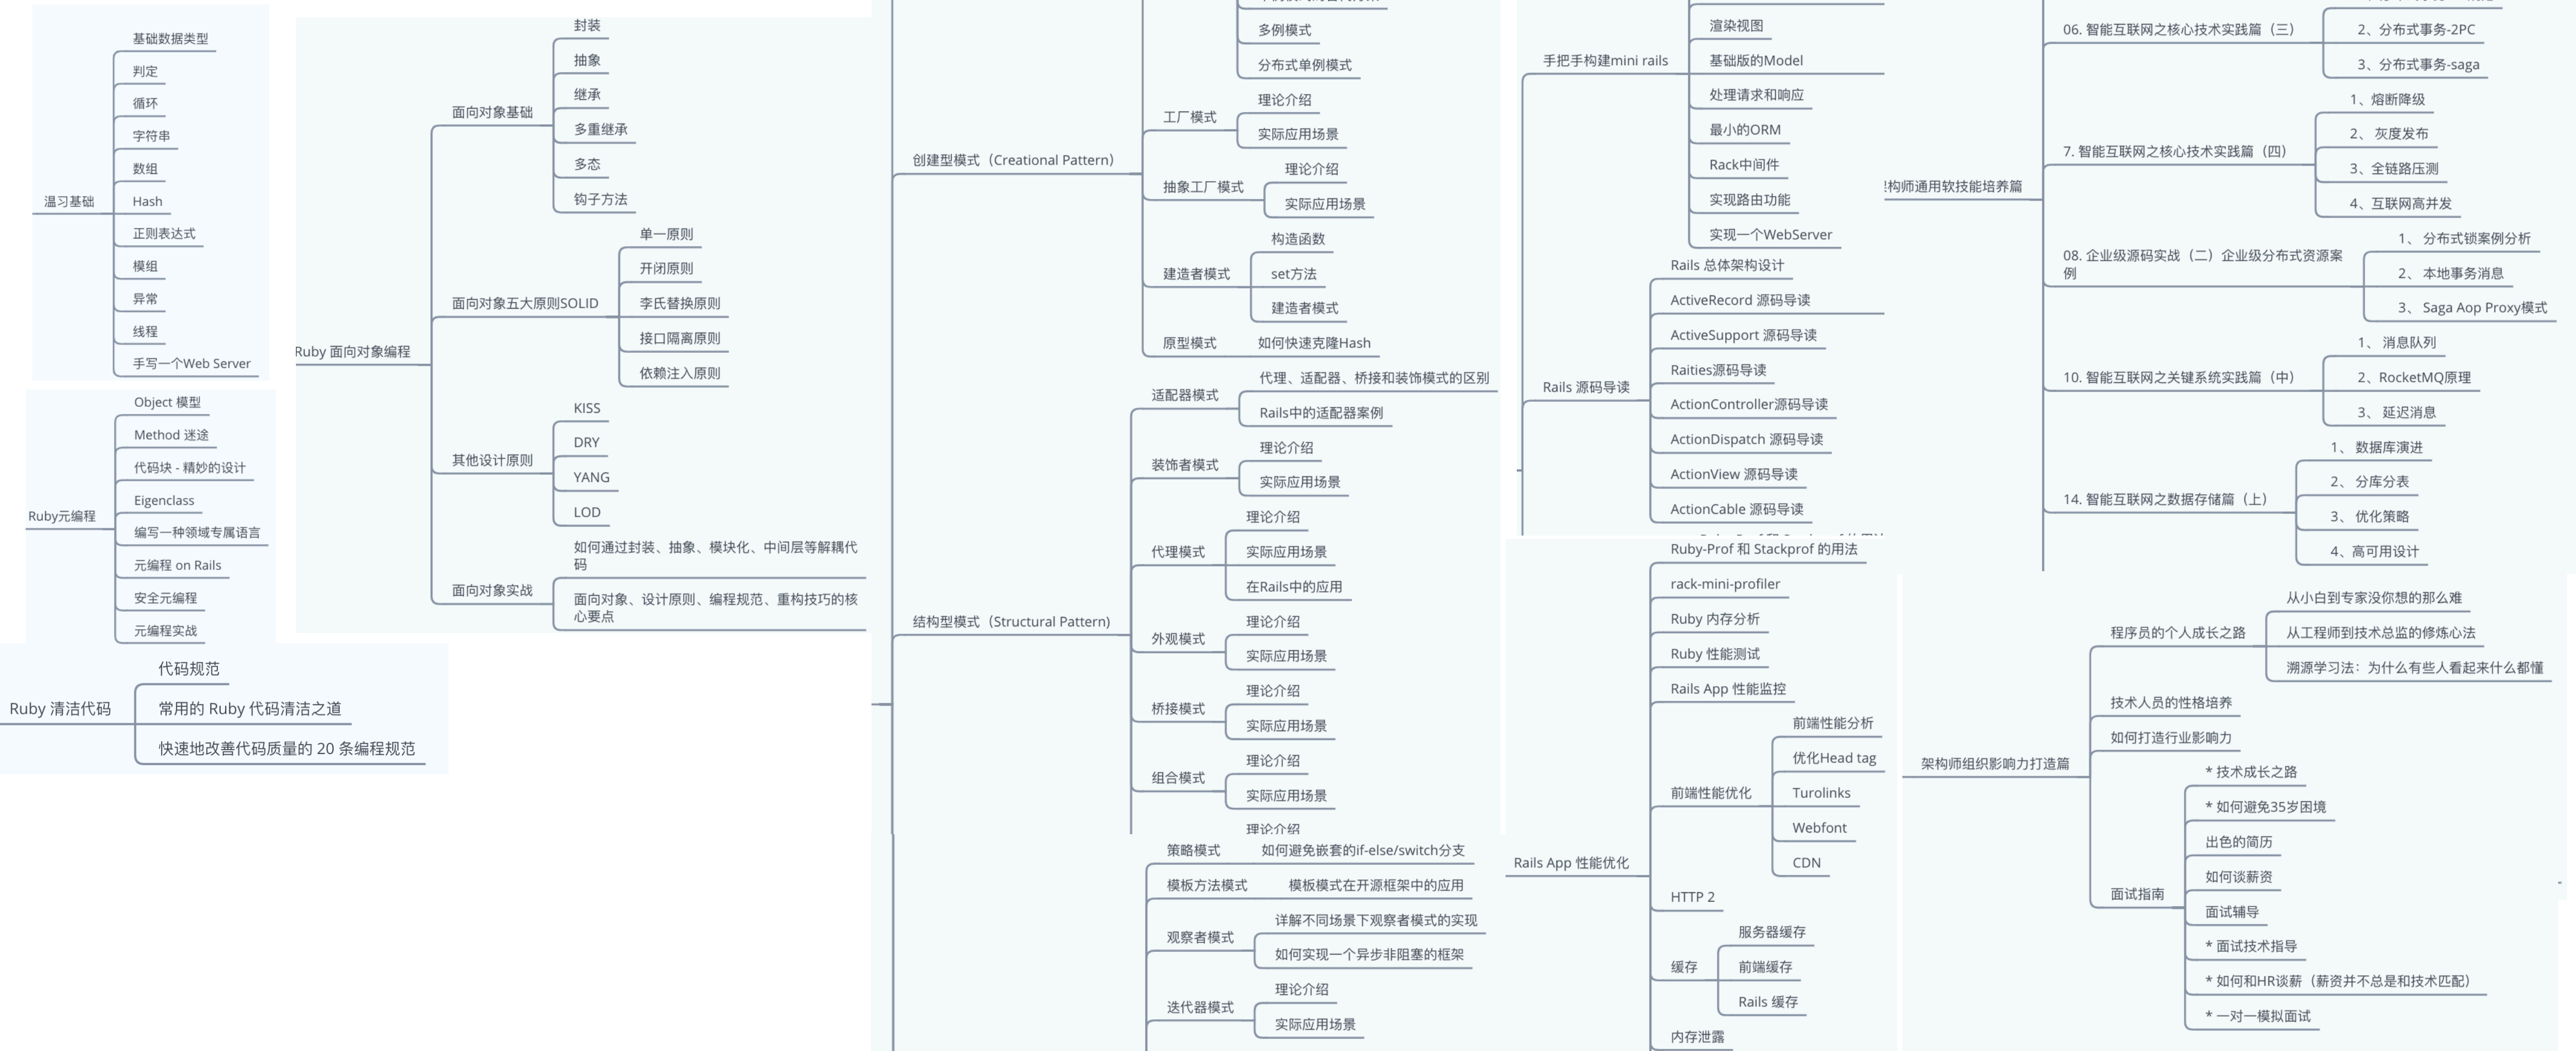 基础数据类型
判定
循环
字符串
数组
温习基础
Hash
正则表达式
模组
异常
线程
手写一个Web Server
Object 模型
Method 迷途
代码块 - 精妙的设计
Eigenclass
Ruby元编程
编写一种领域专属语言
元编程 on Rails
安全元编程
元编程实战
代码规范
Ruby 清洁代码
常用的 Ruby 代码清洁之道
快速地改善代码质量的 20 条编程规范
封装
抽象
继承
面向对象基础
多重继承
多态
钩子方法
单一原则
开闭原则
面向对象五大原则SOLID
李氏替换原则
接口隔离原则
依赖注入原则
Ruby 面向对象编程
KISS
DRY
其他设计原则
YANG
LOD
如何通过封装、抽象、模块化、中间层等解耦代
码
面向对象实战
面向对象、设计原则、编程规范、重构技巧的核
心要点
多例模式
分布式单例模式
工厂模式
理论介绍
实际应用场景
创建型模式（Creational Pattern）
抽象工厂模式
理论介绍
实际应用场景
建造者模式
构造函数
set方法
建造者模式
原型模式
如何快速克隆Hash
适配器模式
代理、适配器、桥接和装饰模式的区别
Rails中的适配器案例
装饰者模式
理论介绍
实际应用场景
代理模式
理论介绍
实际应用场景
在Rails中的应用
结构型模式（Structural Pattern)
外观模式
理论介绍
实际应用场景
桥接模式
理论介绍
实际应用场景
组合模式
理论介绍
实际应用场景
理论介绍
策略模式
如何避免嵌套的if-else/switch分支
模板方法模式
模板模式在开源框架中的应用
观察者模式
详解不同场景下观察者模式的实现
如何实现一个异步非阻塞的框架
迭代器模式
理论介绍
实际应用场景
渲染视图
手把手构建mini rails
基础版的Model
处理请求和响应
最小的ORM
Rack中间件
实现路由功能
实现一个WebServer
Rails 总体架构设计
ActiveRecord 源码导读
ActiveSupport 源码导读
Raities源码导读
Rails 源码导读
ActionController源码导读
ActionDispatch 源码导读
ActionView 源码导读
ActionCable 源码导读
Ruby-Prof 和 Stackprof 的用法
rack-mini-profiler
Ruby 内存分析
Ruby 性能测试
Rails App 性能监控
前端性能优化
前端性能分析
优化Head tag
Turolinks
Webfont
CDN
Rails App 性能优化
HTTP 2
缓存
服务器缓存
前端缓存
Rails 缓存
内存泄露
06. 智能互联网之核心技术实践篇（三）
2、分布式事务-2PC
3、分布式事务-saga
7. 智能互联网之核心技术实践篇（四）
1、熔断降级
2、 灰度发布
3、全链路压测
4、互联网高并发
构师通用软技能培养篇
08. 企业级源码实战（二）企业级分布式资源案
例
1、 分布式锁案例分析
2、 本地事务消息
3、 Saga Aop Proxy模式
10. 智能互联网之关键系统实践篇（中）
1、 消息队列
2、RocketMQ原理
3、 延迟消息
14. 智能互联网之数据存储篇（上）
1、 数据库演进
2、 分库分表
3、 优化策略
4、高可用设计
程序员的个人成长之路
从小白到专家没你想的那么难
从工程师到技术总监的修炼心法
溯源学习法：为什么有些人看起来什么都懂
技术人员的性格培养
如何打造行业影响力
架构师组织影响力打造篇
面试指南
* 技术成长之路
* 如何避免35岁困境
出色的简历
如何谈薪资
面试辅导
* 面试技术指导
* 如何和HR谈薪（薪资并不总是和技术匹配）
* 一对一模拟面试